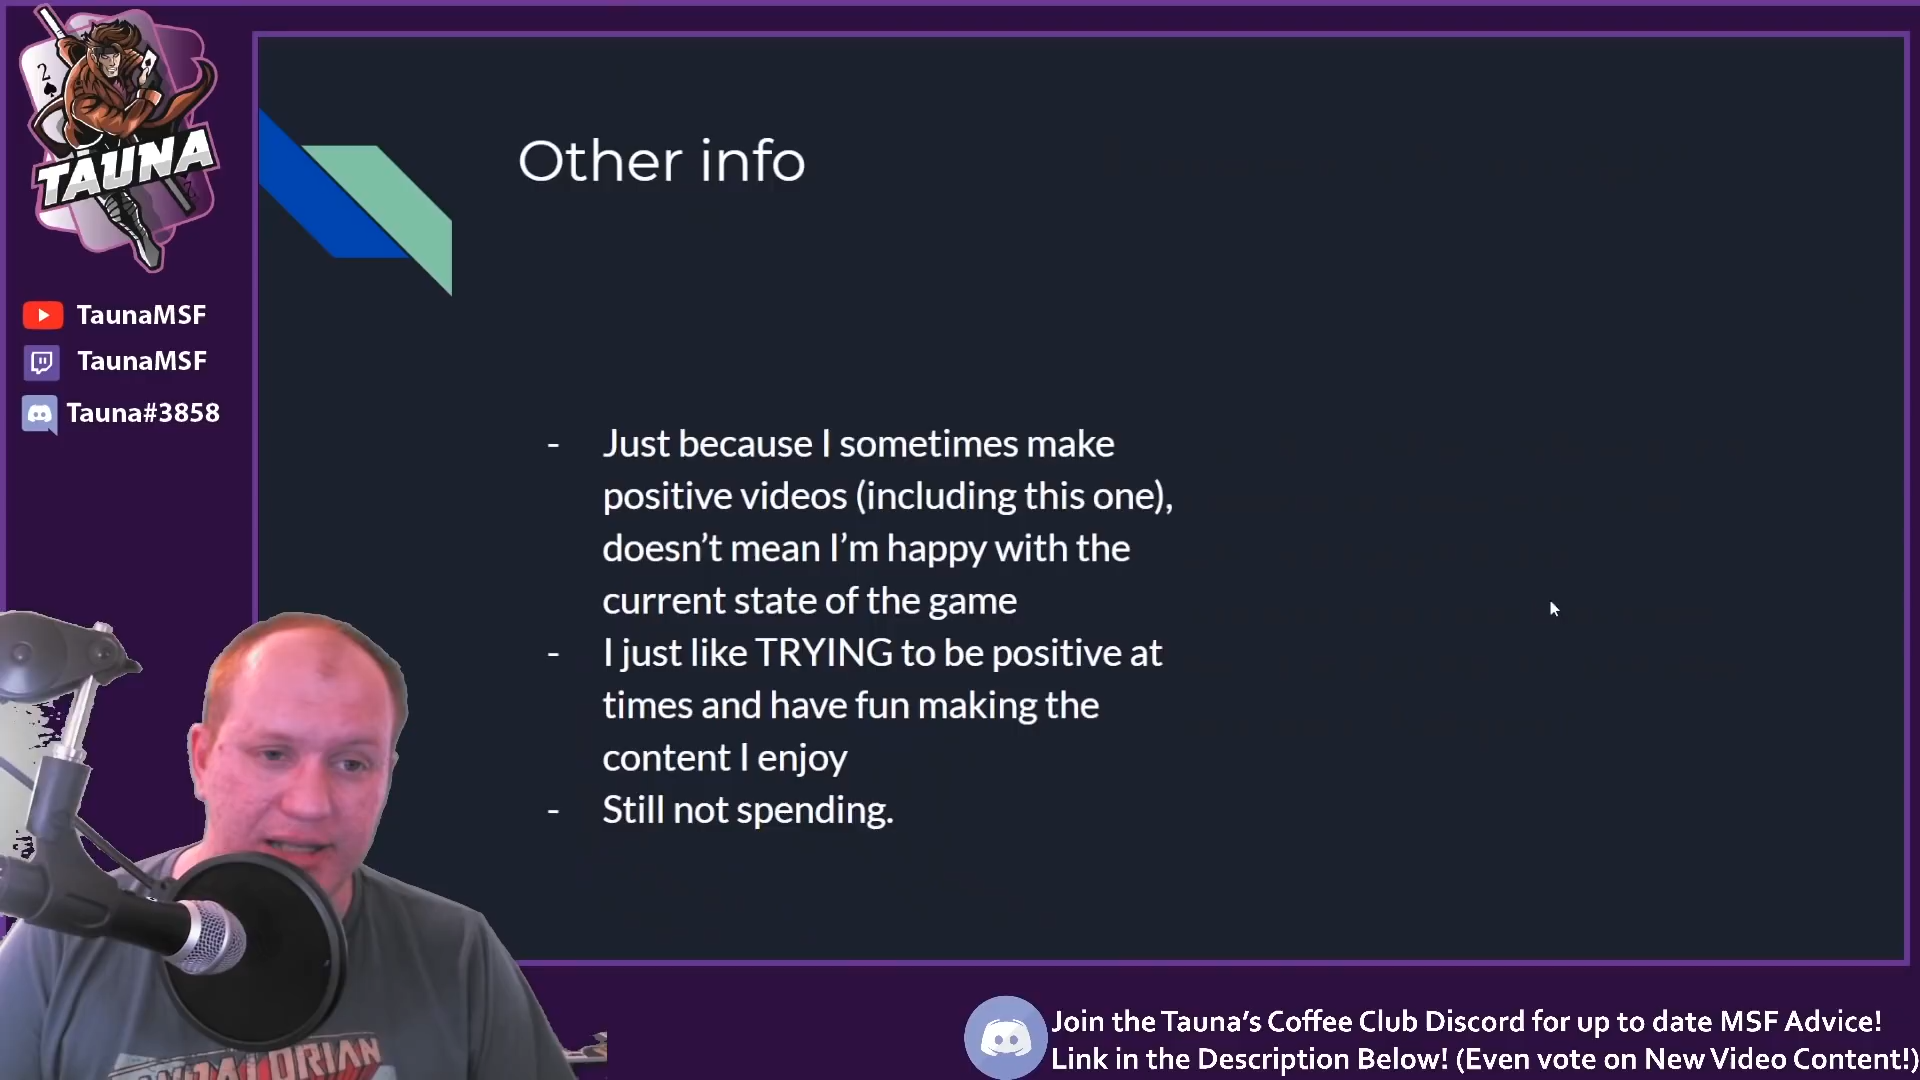 2
TAUNA
TaunaMSF
TaunaMSF
Tauna#3858
Other info
- Just because I sometimes make
positive videos (including this one),
doesn't mean I'm happy with the
current state of the game
- I just like TRYING to be positive at
times and have fun making the
content I enjoy
- Still not spending.
Join the Tauna's Coffee Club Discord for up to date MSF Advice!
Link in the Description Below! (Even vote on New Video Content!)